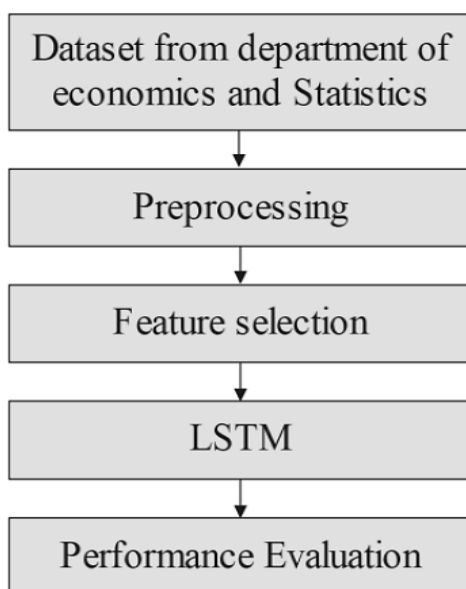 Dataset from department of
economics and Statistics
Preprocessing
Feature selection
LSTM
Performance Evaluation